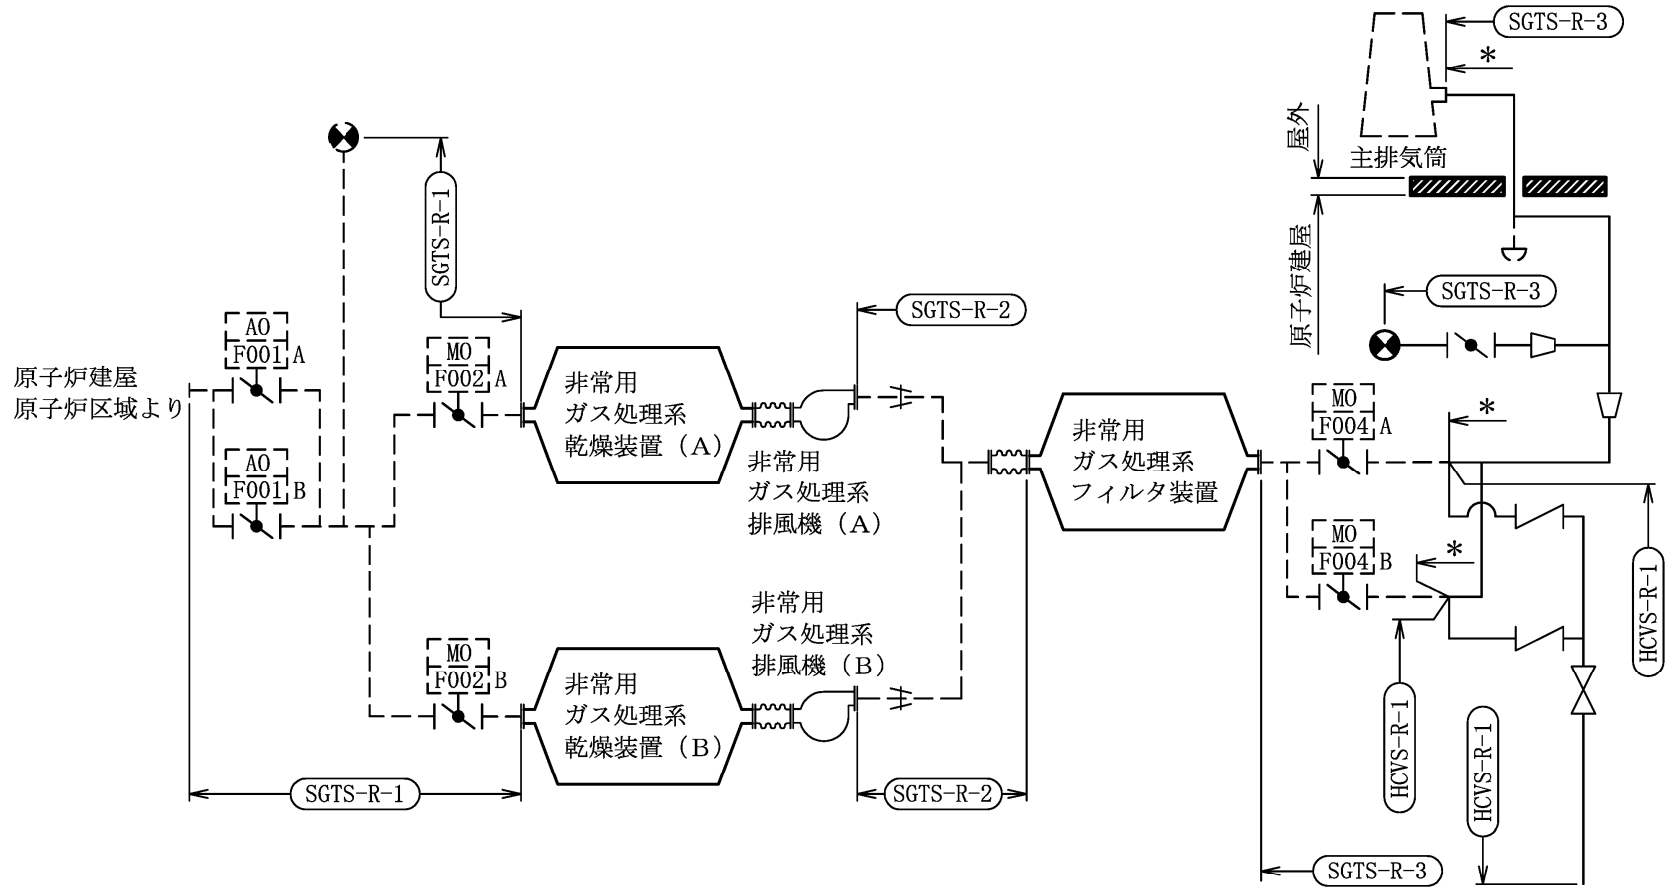 SGTS-R-3
*
屋外
主排気筒
原子炉建屋
SGTS-R-3
SGTS-R-1
原子炉建屋
原子炉区域より
AO
F001 A
AO
F001 B
MO
F002 A
非常用
ガス処理系
乾燥装置(A)
SGTS-R-2
非常用
ガス処理系
排風機(A)
非常用
ガス処理系
フィルタ装置
MO
F004 A
*
MO
F004 B
*
HCVS-R-1
非常用
ガス処理系
排風機(B)
MO
F002 B
非常用
ガス処理系
乾燥装置(B)
HCVS-R-1
HCVS-R-1
SGTS-R-1
SGTS-R-2
SGTS-R-3